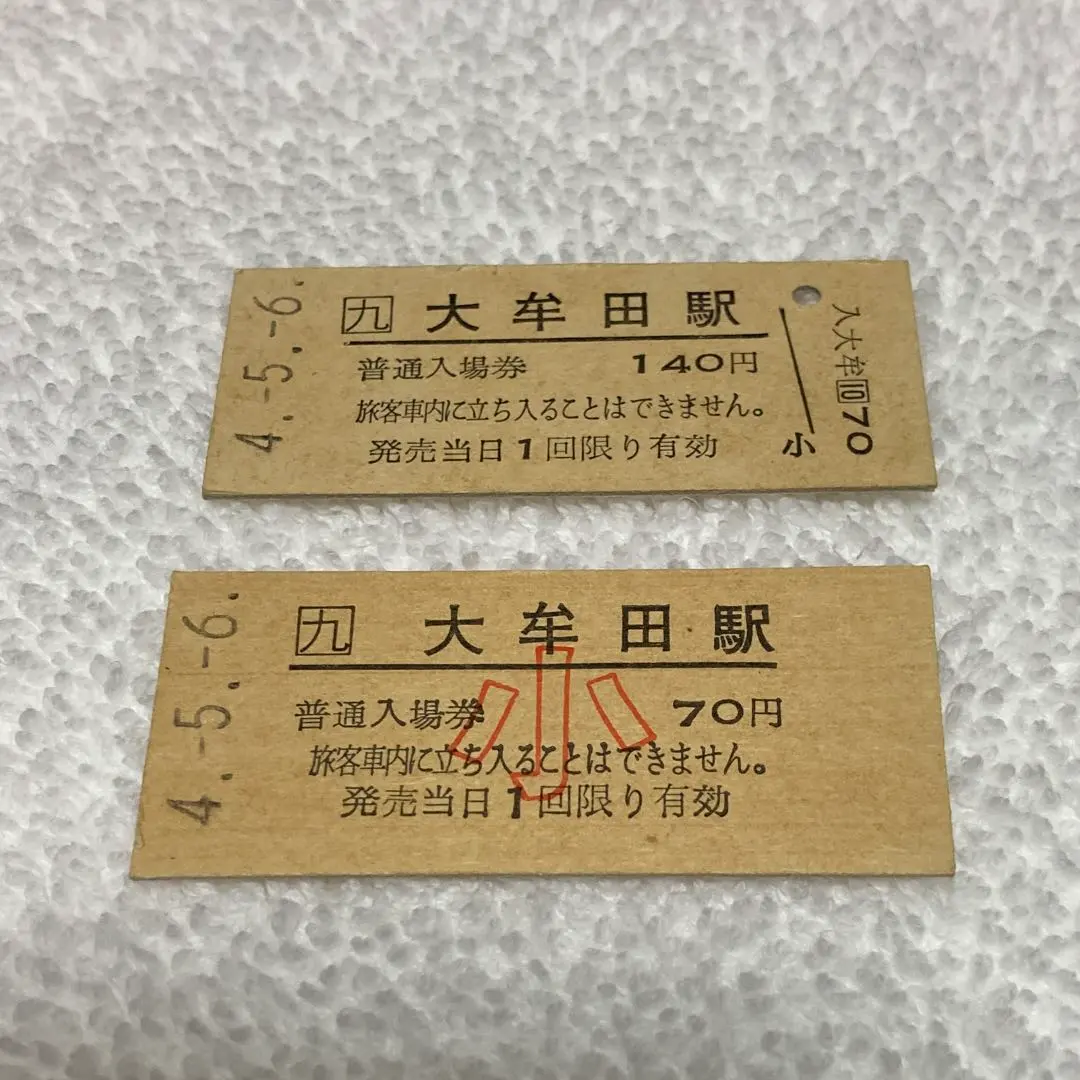 4.-5.-6.
九 大牟田駅
普通入場券 140円
旅客車内に立ち入ることはできません。
発売当日1回限り有効
小
入大牟 10 70
4.-5.-6.
九 大牟田駅
普通入場券 70円
旅客車内に立ち入ることはできません。
発売当日1回限り有効
小